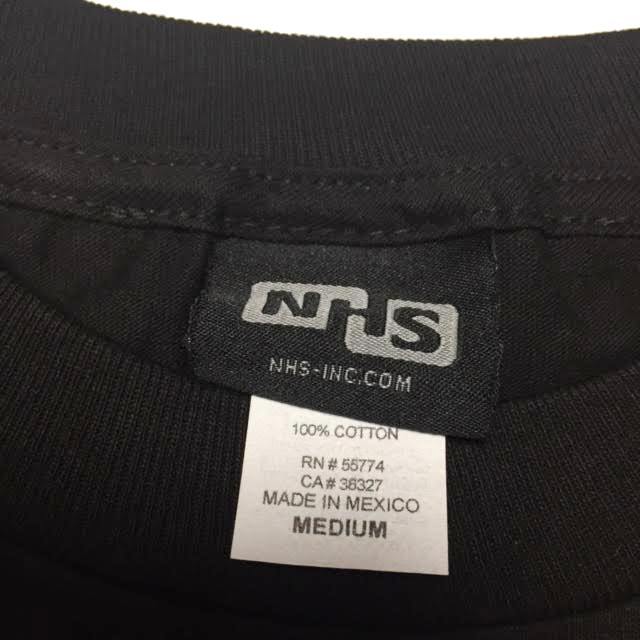 NHS
NHS-INC.COM
100% COTTON
RN# 55774
CA# 36327
MADE IN MEXICO
MEDIUM